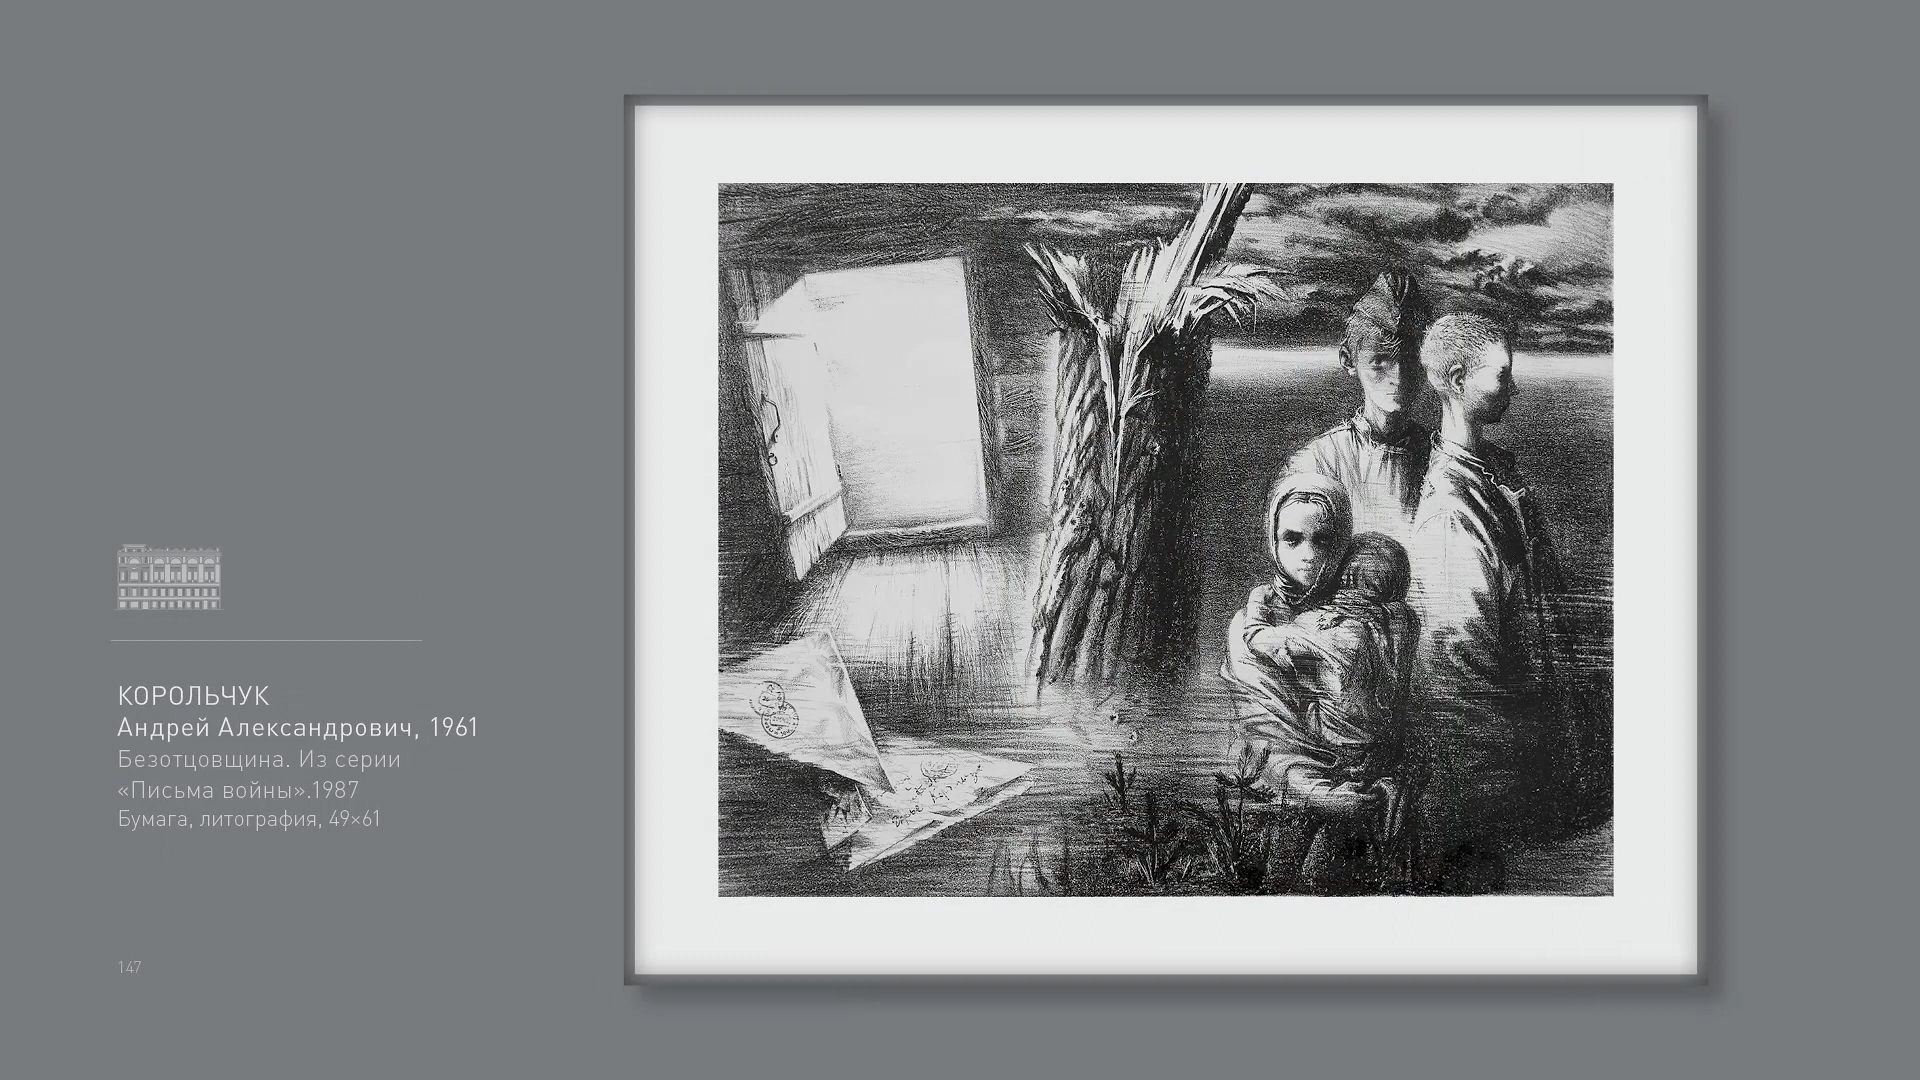 КОРОЛЬЧУК
Андрей Александрович, 1961
Безотцовщина. Из серии
«Письма войны».1987
Бумага, литография, 49×61
147